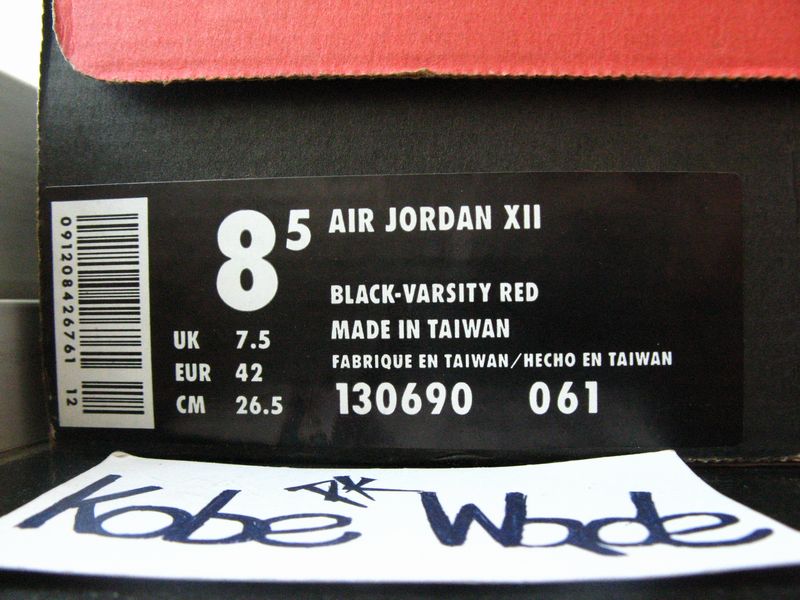 091208426761 12
8 5
AIR JORDAN XII
BLACK-VARSITY RED
UK 7.5
MADE IN TAIWAN
EUR 42
FABRIQUE EN TAIWAN/HECHO EN TAIWAN
CM 26.5
130690 061
Kobe PK Wade